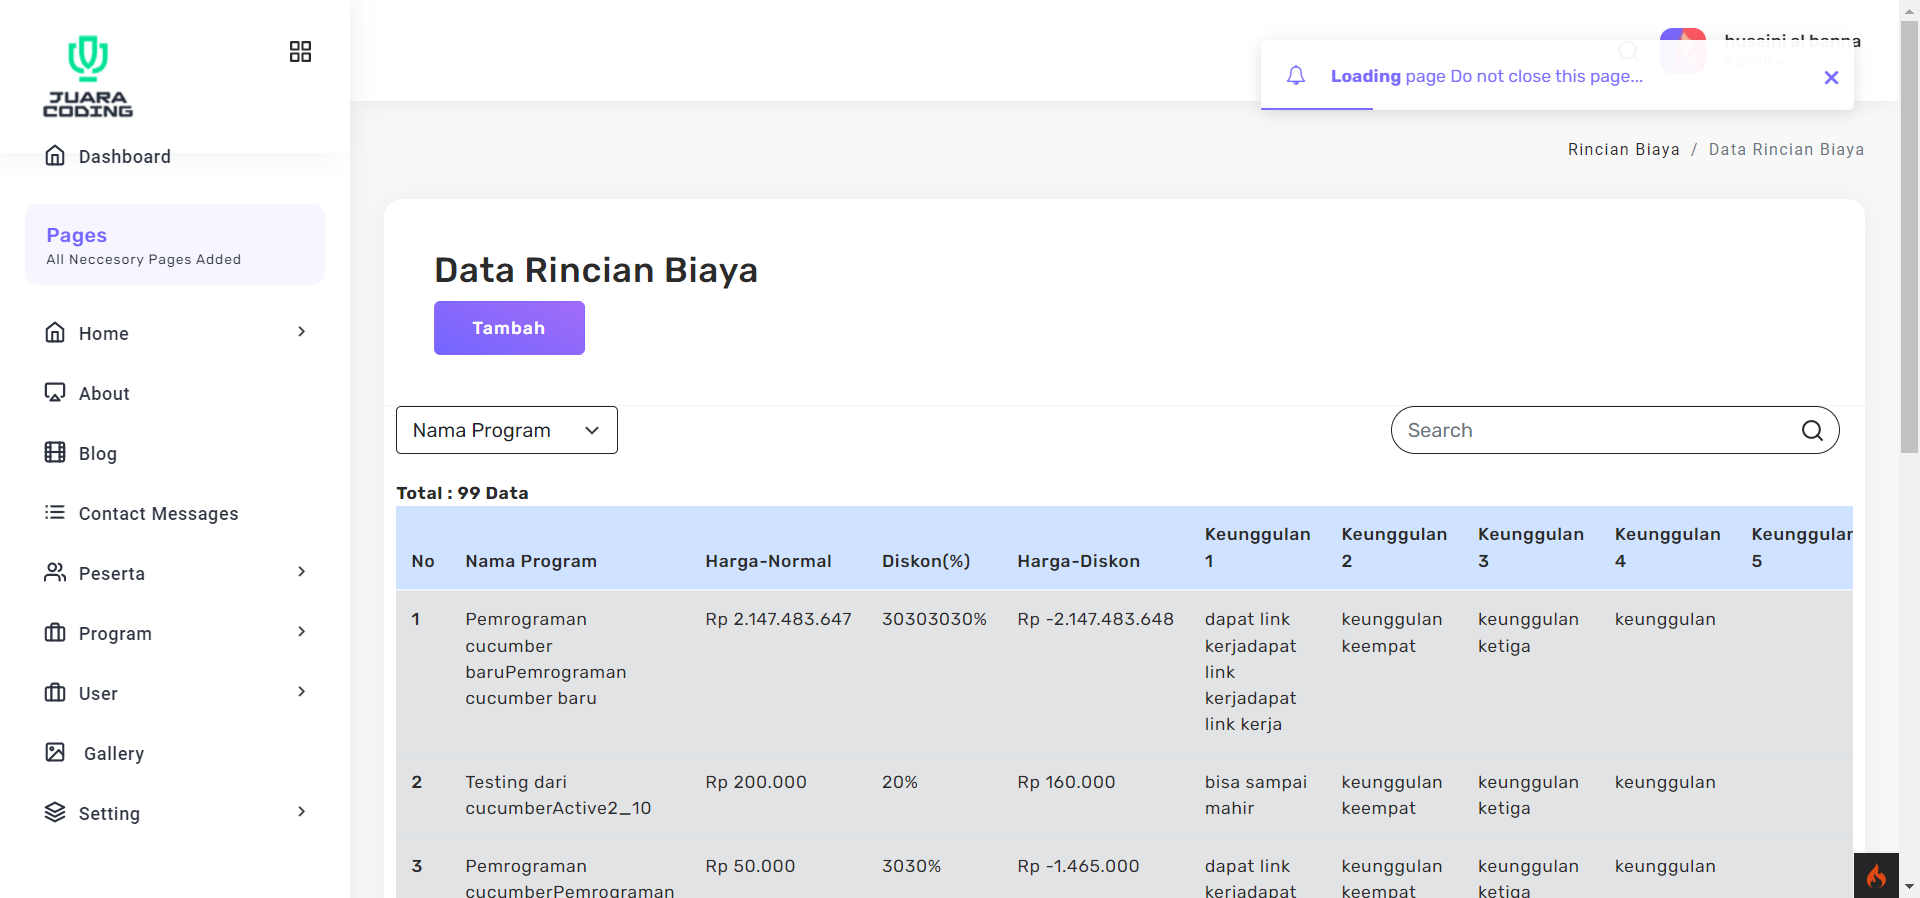 JUARA
CODING
Dashboard
Pages
All Neccesory Pages Added
Home
About
Blog
Contact Messages
Peserta
Program
User
Gallery
Setting
husaini al banna
Loading page Do not close this page...
Rincian Biaya / Data Rincian Biaya
Data Rincian Biaya
Tambah
Nama Program
Search
Total : 99 Data
No Nama Program Harga-Normal Diskon(%) Harga-Diskon Keunggulan 1 Keunggulan 2 Keunggulan 3 Keunggulan 4 Keunggulan 5
1 Pemrograman cucumber baruPemrograman cucumber baru Rp 2.147.483.647 30303030% Rp -2.147.483.648 dapat link kerjadapat link kerjadapat link kerja keunggulan keempat keunggulan ketiga keunggulan
2 Testing dari cucumberActive2_10 Rp 200.000 20% Rp 160.000 bisa sampai mahir keunggulan keempat keunggulan ketiga keunggulan
3 Pemrograman cucumberPemrograman Rp 50.000 3030% Rp -1.465.000 dapat link kerjadapat keunggulan keempat keunggulan ketiga keunggulan